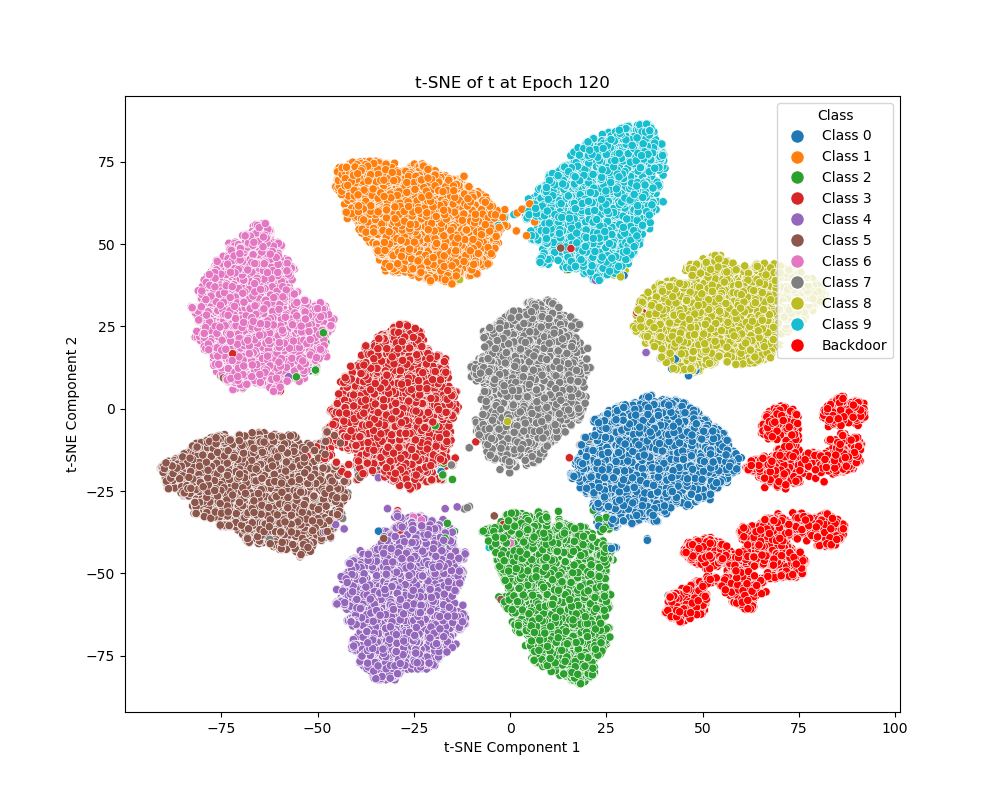 t-SNE of t at Epoch 120
t-SNE Component 2
75
50
25
0
−25
−50
−75
−75
−50
−25
0
25
50
75
100
t-SNE Component 1
Class
Class 0
Class 1
Class 2
Class 3
Class 4
Class 5
Class 6
Class 7
Class 8
Class 9
Backdoor